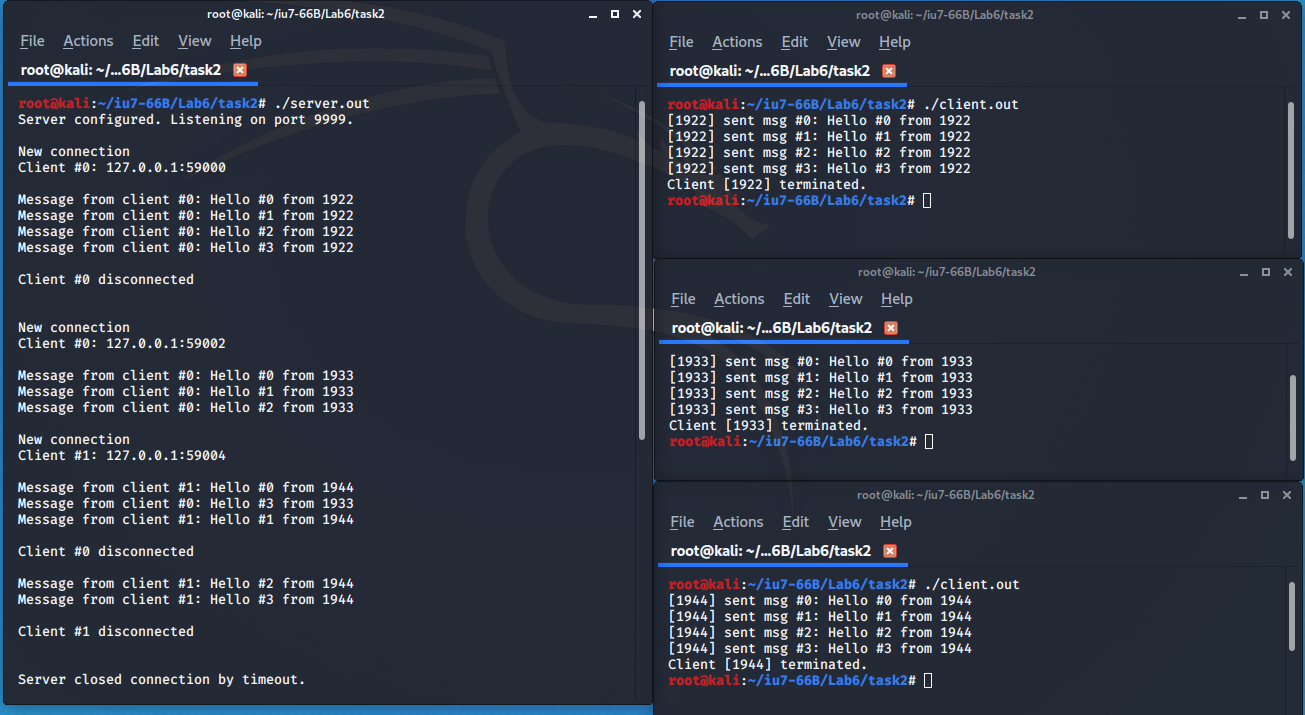 root@kali: ~/iu7-66B/Lab6/task2
File Actions Edit View Help
root@kali: ~/...6B/Lab6/task2
root@kali:~/iu7-66B/Lab6/task2# ./server.out
Server configured. Listening on port 9999.
New connection
Client #0: 127.0.0.1:59000
Message from client #0: Hello #0 from 1922
Message from client #0: Hello #1 from 1922
Message from client #0: Hello #2 from 1922
Message from client #0: Hello #3 from 1922
Client #0 disconnected
New connection
Client #0: 127.0.0.1:59002
Message from client #0: Hello #0 from 1933
Message from client #0: Hello #1 from 1933
Message from client #0: Hello #2 from 1933
New connection
Client #1: 127.0.0.1:59004
Message from client #1: Hello #0 from 1944
Message from client #0: Hello #3 from 1933
Message from client #1: Hello #1 from 1944
Client #0 disconnected
Message from client #1: Hello #2 from 1944
Message from client #1: Hello #3 from 1944
Client #1 disconnected
Server closed connection by timeout.
root@kali: ~/iu7-66B/Lab6/task2
File Actions Edit View Help
root@kali: ~/...6B/Lab6/task2
root@kali:~/iu7-66B/Lab6/task2# ./client.out
[1922] sent msg #0: Hello #0 from 1922
[1922] sent msg #1: Hello #1 from 1922
[1922] sent msg #2: Hello #2 from 1922
[1922] sent msg #3: Hello #3 from 1922
Client [1922] terminated.
root@kali:~/iu7-66B/Lab6/task2#
root@kali: ~/iu7-66B/Lab6/task2
File Actions Edit View Help
root@kali: ~/...6B/Lab6/task2
[1933] sent msg #0: Hello #0 from 1933
[1933] sent msg #1: Hello #1 from 1933
[1933] sent msg #2: Hello #2 from 1933
[1933] sent msg #3: Hello #3 from 1933
Client [1933] terminated.
root@kali:~/iu7-66B/Lab6/task2#
root@kali: ~/iu7-66B/Lab6/task2
File Actions Edit View Help
root@kali: ~/...6B/Lab6/task2
root@kali:~/iu7-66B/Lab6/task2# ./client.out
[1944] sent msg #0: Hello #0 from 1944
[1944] sent msg #1: Hello #1 from 1944
[1944] sent msg #2: Hello #2 from 1944
[1944] sent msg #3: Hello #3 from 1944
Client [1944] terminated.
root@kali:~/iu7-66B/Lab6/task2#